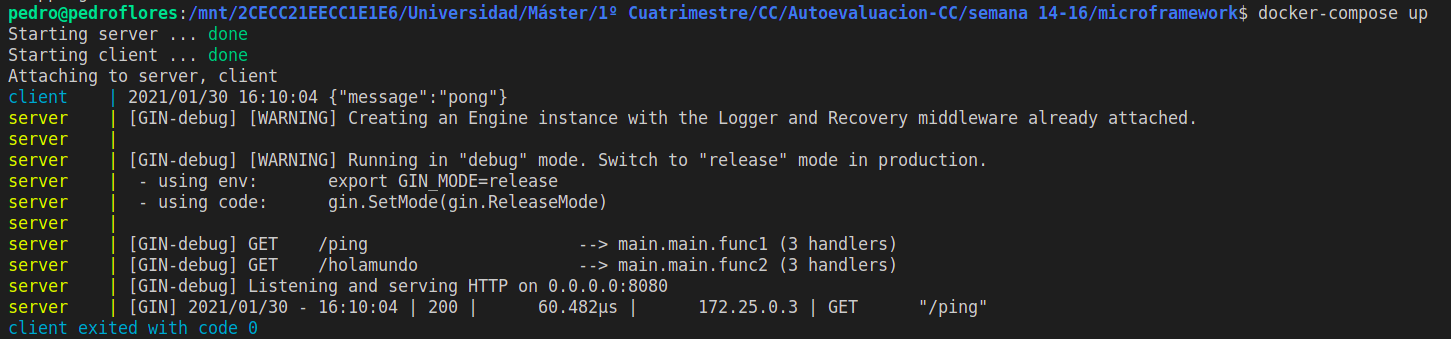 pedro@pedroflores:/mnt/2CECC21EECC1E1E6/Universidad/Máster/1º Cuatrimestre/CC/Autoevaluacion-CC/semana 14-16/microframework$ docker-compose up
Starting server ... done
Starting client ... done
Attaching to server, client
client    | 2021/01/30 16:10:04 {"message":"pong"}
server    | [GIN-debug] [WARNING] Creating an Engine instance with the Logger and Recovery middleware already attached.
server    |
server    | [GIN-debug] [WARNING] Running in "debug" mode. Switch to "release" mode in production.
server    |  - using env:       export GIN_MODE=release
server    |  - using code:      gin.SetMode(gin.ReleaseMode)
server    |
server    | [GIN-debug] GET    /ping                     --> main.main.func1 (3 handlers)
server    | [GIN-debug] GET    /holamundo                --> main.main.func2 (3 handlers)
server    | [GIN-debug] Listening and serving HTTP on 0.0.0.0:8080
server    | [GIN] 2021/01/30 - 16:10:04 | 200 |      60.482µs |      172.25.0.3 | GET      "/ping"
client exited with code 0